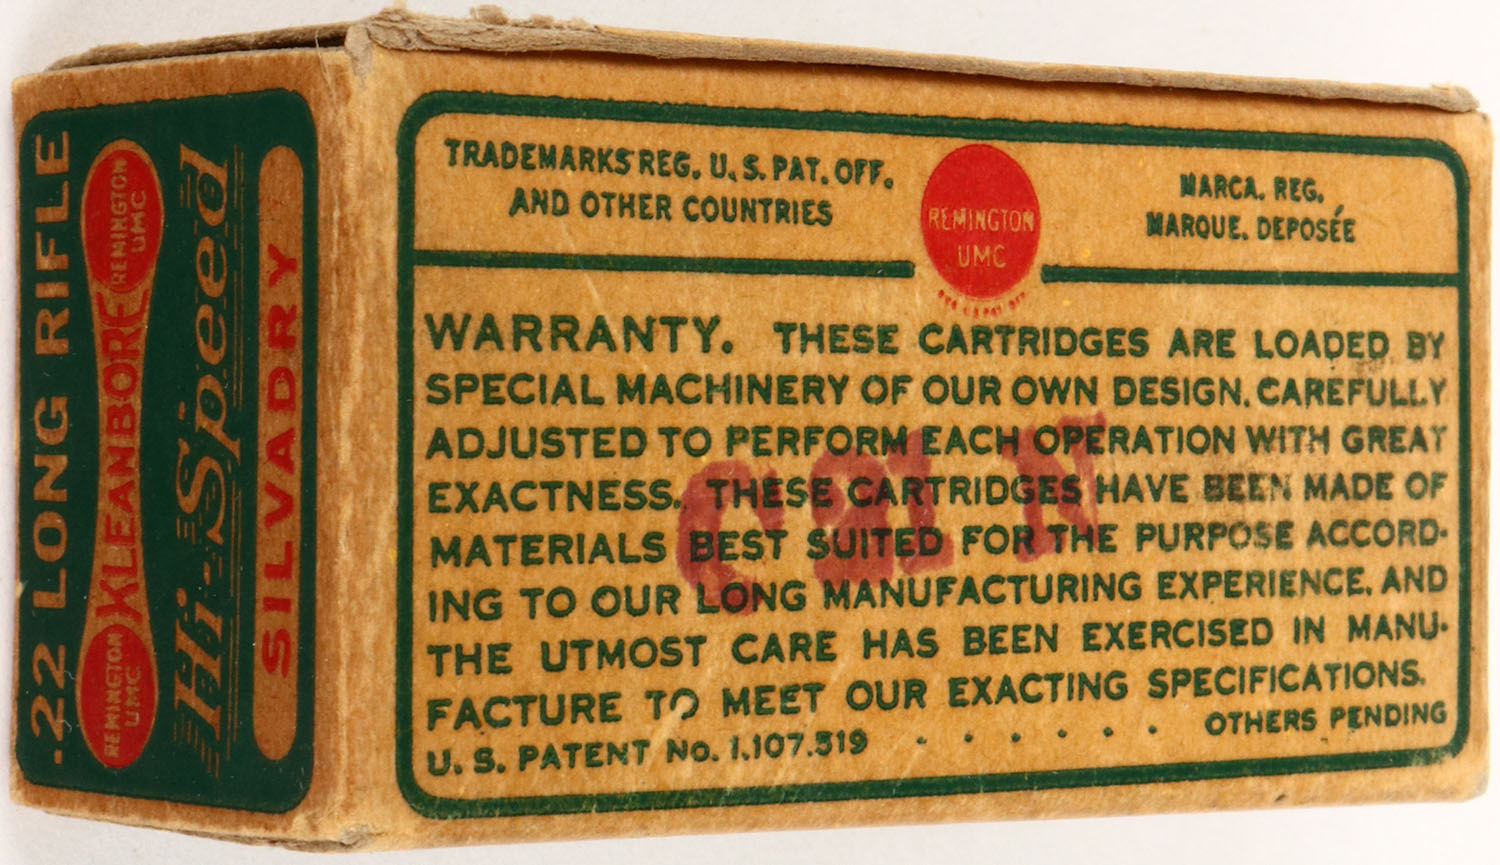 .22 LONG RIFLE
REMINGTON
UMC
KLEANBORE
REMINGTON
UMC
Hi-Speed
SILVADRY
TRADEMARKS REG. U.S. PAT. OFF.
AND OTHER COUNTRIES
REMINGTON
UMC
MARCA. REG.
MARQUE. DEPOSÉE
WARRANTY. THESE CARTRIDGES ARE LOADED BY
SPECIAL MACHINERY OF OUR OWN DESIGN, CAREFULLY
ADJUSTED TO PERFORM EACH OPERATION WITH GREAT
EXACTNESS. THESE CARTRIDGES HAVE BEEN MADE OF
MATERIALS BEST SUITED FOR THE PURPOSE ACCORD-
ING TO OUR LONG MANUFACTURING EXPERIENCE, AND
THE UTMOST CARE HAS BEEN EXERCISED IN MANU-
FACTURE TO MEET OUR EXACTING SPECIFICATIONS.
U.S. PATENT No. 1,107,519 . . . . . . OTHERS PENDING